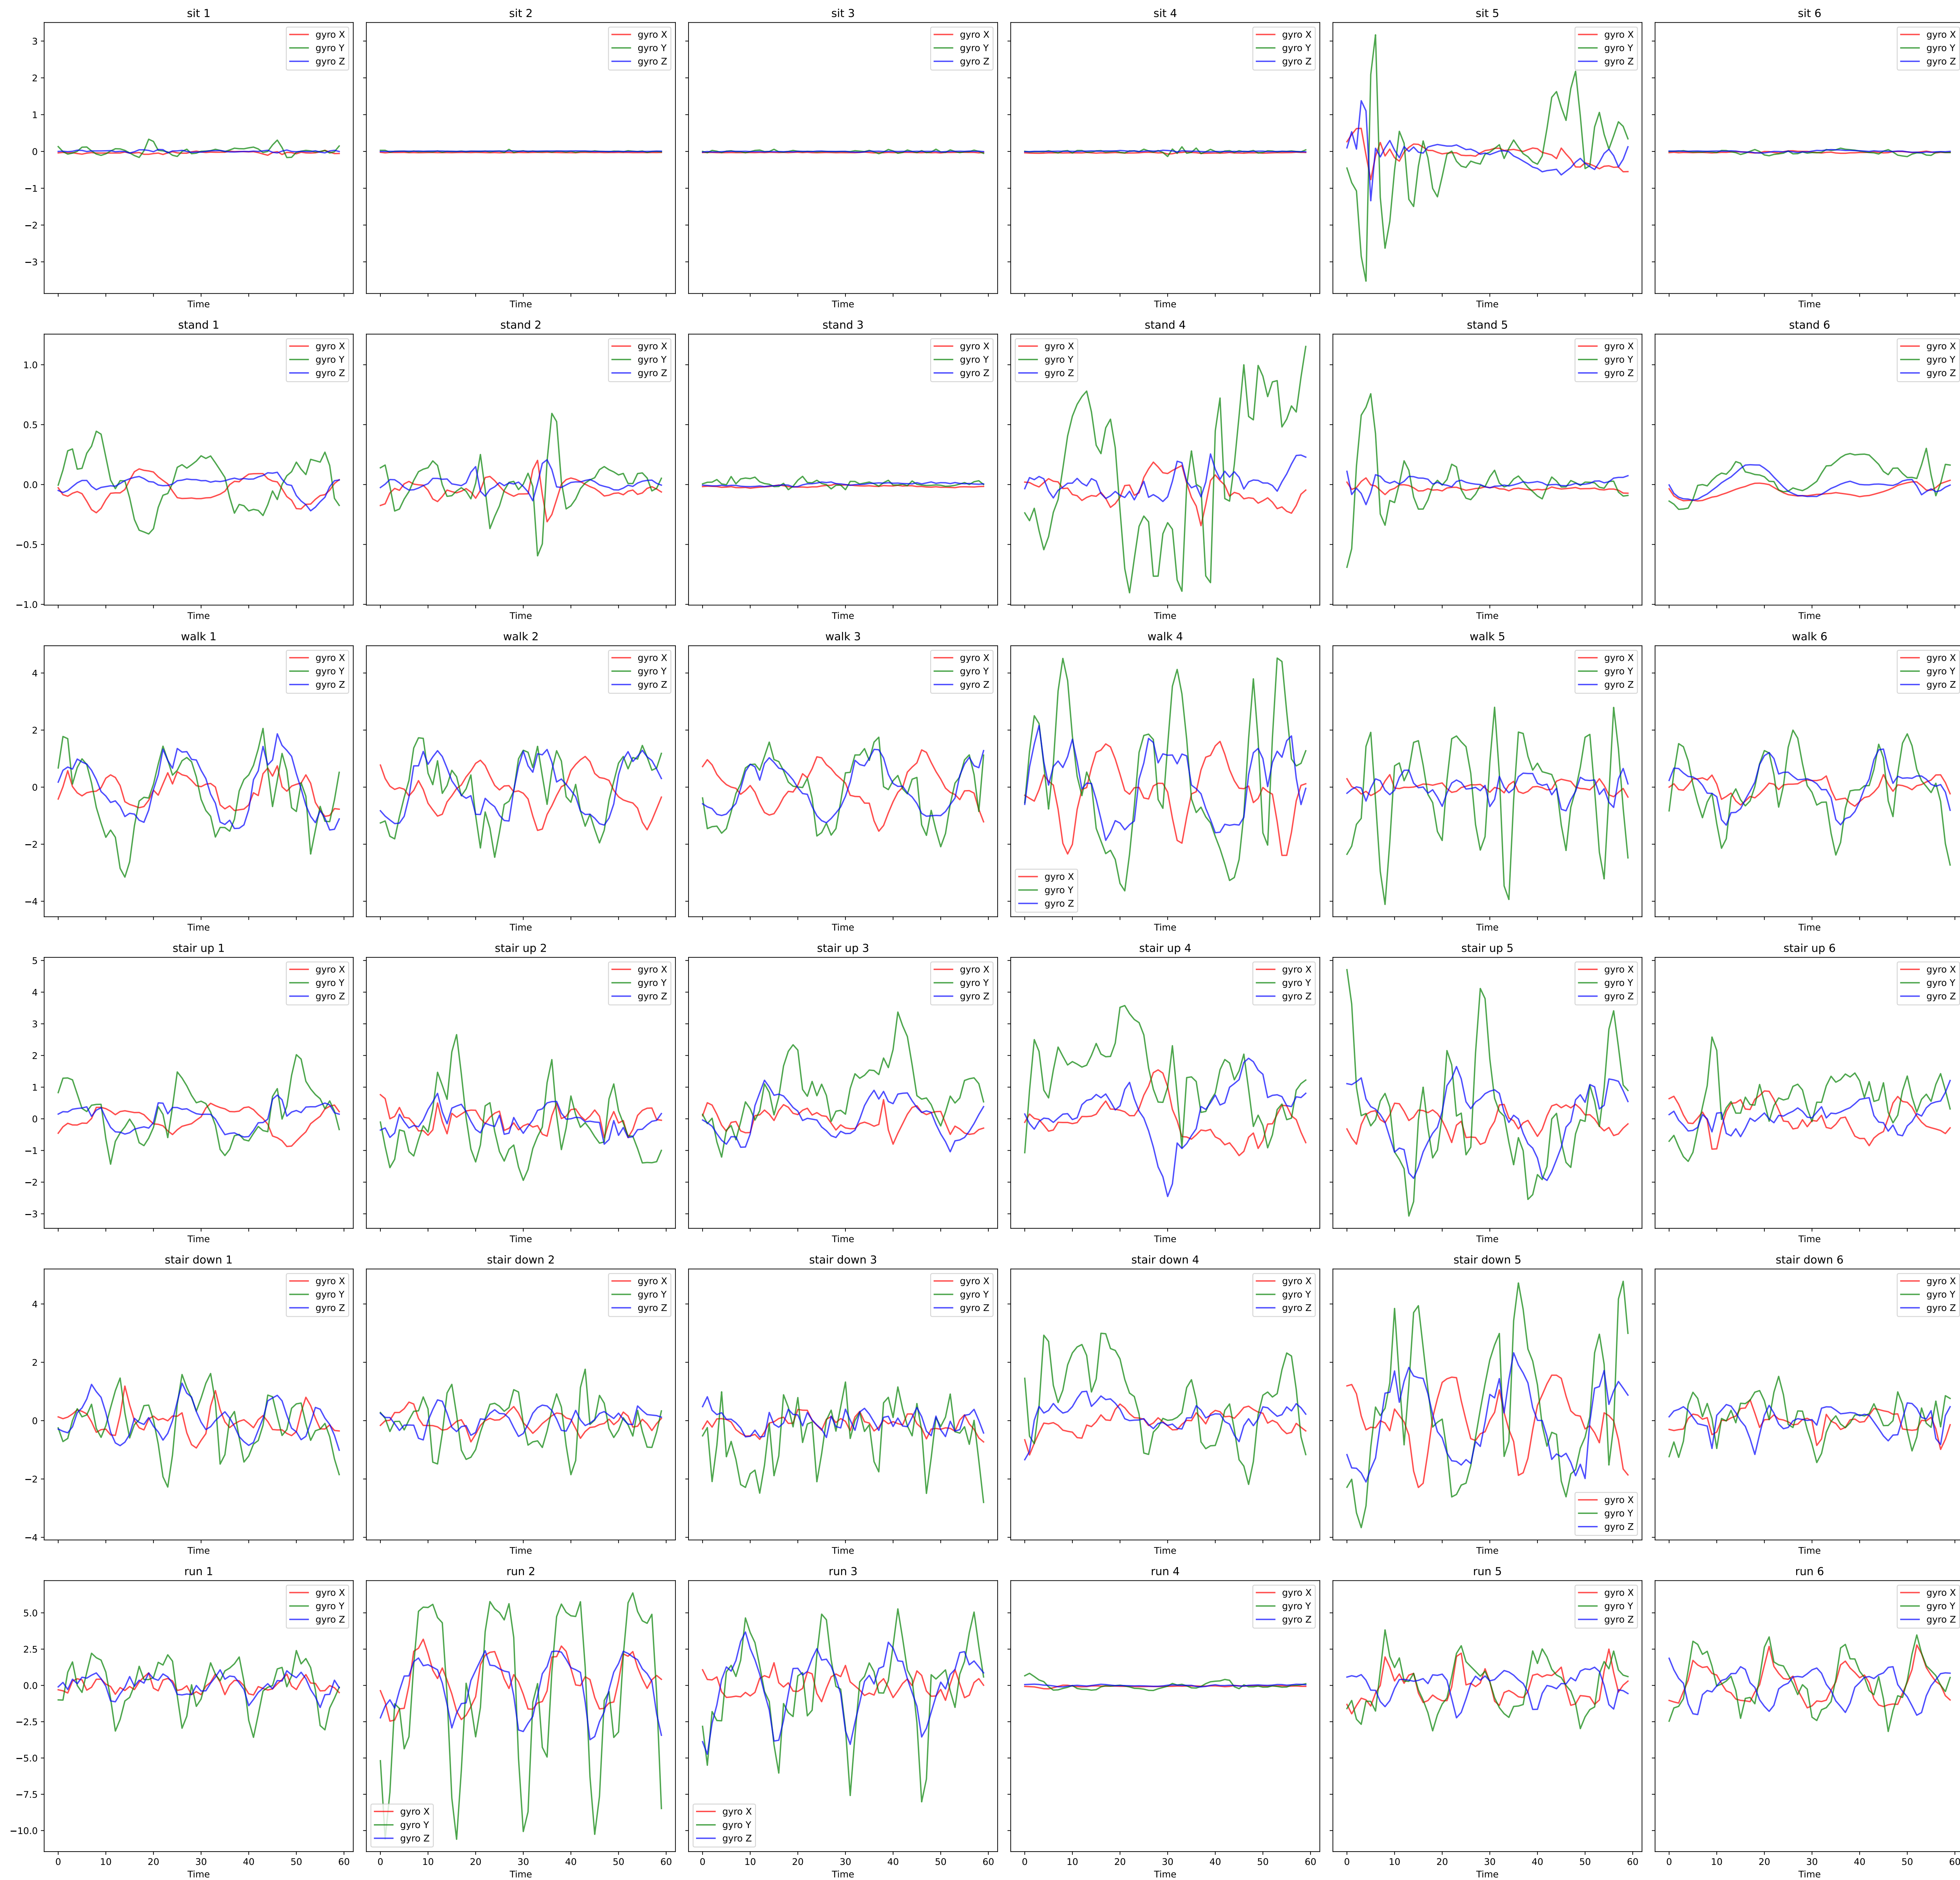 sit 1 sit 2 sit 3 sit 4 sit 5 sit 6
gyro X gyro X gyro X gyro X gyro X gyro X
gyro Y gyro Y gyro Y gyro Y gyro Y gyro Y
gyro Z gyro Z gyro Z gyro Z gyro Z gyro Z
3
2
1
0
−1
−2
−3
Time Time Time Time Time Time
stand 1 stand 2 stand 3 stand 4 stand 5 stand 6
gyro X gyro X gyro X gyro X gyro X gyro X
gyro Y gyro Y gyro Y gyro Y gyro Y gyro Y
gyro Z gyro Z gyro Z gyro Z gyro Z gyro Z
1.0
0.5
0.0
−0.5
−1.0
Time Time Time Time Time Time
walk 1 walk 2 walk 3 walk 4 walk 5 walk 6
gyro X gyro X gyro X gyro X gyro X
gyro Y gyro Y gyro Y gyro Y gyro Y
gyro Z gyro Z gyro Z gyro Z gyro Z
4
2
0
−2
−4
gyro X
gyro Y
gyro Z
Time Time Time Time Time Time
stair up 1 stair up 2 stair up 3 stair up 4 stair up 5 stair up 6
gyro X gyro X gyro X gyro X gyro X gyro X
gyro Y gyro Y gyro Y gyro Y gyro Y gyro Y
gyro Z gyro Z gyro Z gyro Z gyro Z gyro Z
5
4
3
2
1
0
−1
−2
−3
Time Time Time Time Time Time
stair down 1 stair down 2 stair down 3 stair down 4 stair down 5 stair down 6
gyro X gyro X gyro X gyro X gyro X
gyro Y gyro Y gyro Y gyro Y gyro Y
gyro Z gyro Z gyro Z gyro Z gyro Z
4
2
0
−2
−4
gyro X
gyro Y
gyro Z
Time Time Time Time Time Time
run 1 run 2 run 3 run 4 run 5 run 6
gyro X gyro X gyro X gyro X
gyro Y gyro Y gyro Y gyro Y
gyro Z gyro Z gyro Z gyro Z
5.0
2.5
0.0
−2.5
−5.0
−7.5
−10.0
gyro X gyro X
gyro Y gyro Y
gyro Z gyro Z
0 10 20 30 40 50 60 0 10 20 30 40 50 60 0 10 20 30 40 50 60 0 10 20 30 40 50 60 0 10 20 30 40 50 60 0 10 20 30 40 50 60
Time Time Time Time Time Time